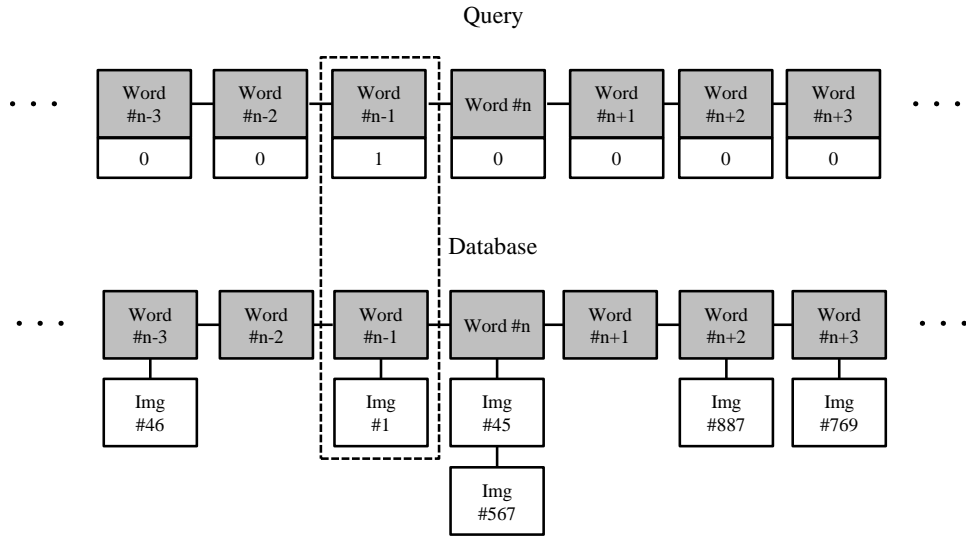 Query
. . .
Word
#n-3
Word
#n-2
Word
#n-1
Word #n
Word
#n+1
Word
#n+2
Word
#n+3
. . .
0
0
1
0
0
0
0
Database
. . .
Word
#n-3
Word
#n-2
Word
#n-1
Word #n
Word
#n+1
Word
#n+2
Word
#n+3
. . .
Img
#46
Img
#1
Img
#45
Img
#887
Img
#769
Img
#567